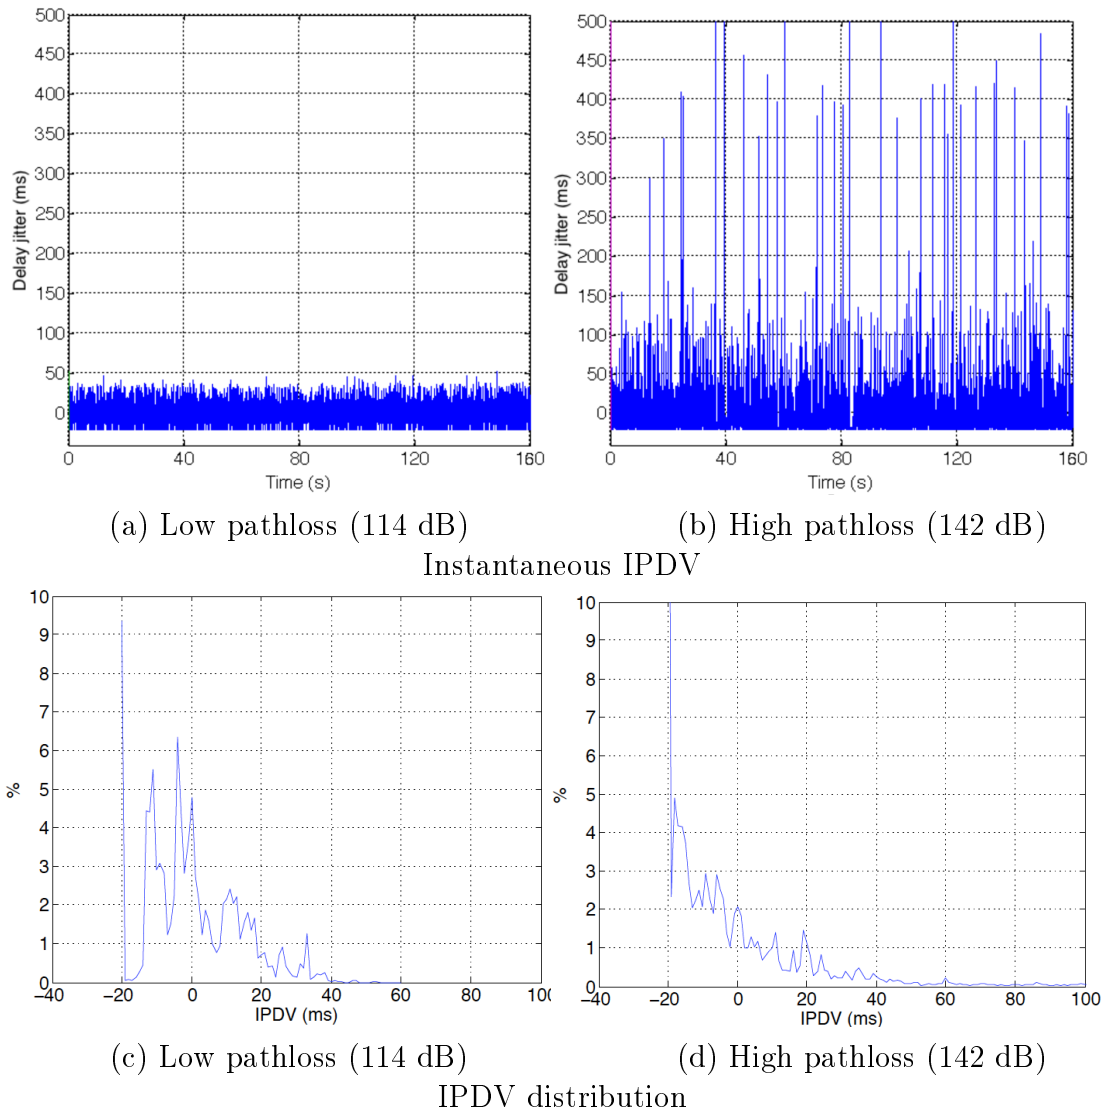 500
450
400
350
300
250
200
150
100
50
0
Delay jitter (ms)
0 40 80 120 160
Time (s)
500
450
400
350
300
250
200
150
100
50
0
Delay jitter (ms)
0 40 80 120 160
Time (s)
(a) Low pathloss (114 dB)
(b) High pathloss (142 dB)
Instantaneous IPDV
10
9
8
7
6
5
4
3
2
1
0
%
−40 −20 0 20 40 60 80 10
IPDV (ms)
10
9
8
7
6
5
4
3
2
1
0
%
−40 −20 0 20 40 60 80 100
IPDV (ms)
(c) Low pathloss (114 dB)
(d) High pathloss (142 dB)
IPDV distribution